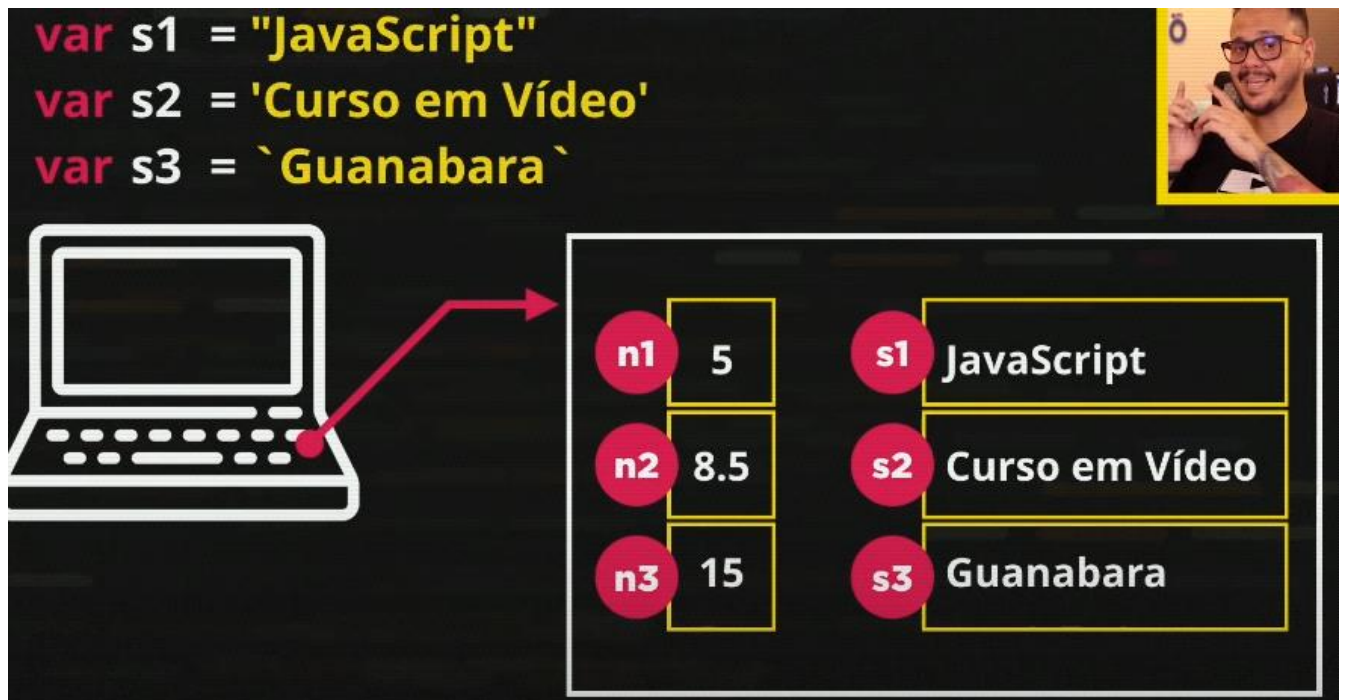 var s1 = "JavaScript"
var s2 = 'Curso em Vídeo'
var s3 = `Guanabara`
n1 5 s1 JavaScript
n2 8.5 s2 Curso em Vídeo
n3 15 s3 Guanabara